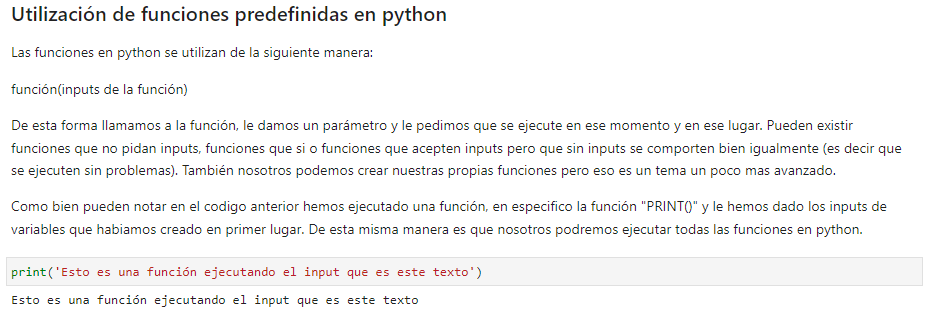 Utilización de funciones predefinidas en python
Las funciones en python se utilizan de la siguiente manera:
función(inputs de la función)
De esta forma llamamos a la función, le damos un parámetro y le pedimos que se ejecute en ese momento y en ese lugar. Pueden existir
funciones que no pidan inputs, funciones que si o funciones que acepten inputs pero que sin inputs se comporten bien igualmente (es decir que
se ejecuten sin problemas). También nosotros podemos crear nuestras propias funciones pero eso es un tema un poco mas avanzado.
Como bien pueden notar en el codigo anterior hemos ejecutado una función, en especifico la función "PRINT()" y le hemos dado los inputs de
variables que habiamos creado en primer lugar. De esta misma manera es que nosotros podremos ejecutar todas las funciones en python.
print('Esto es una función ejecutando el input que es este texto')
Esto es una función ejecutando el input que es este texto